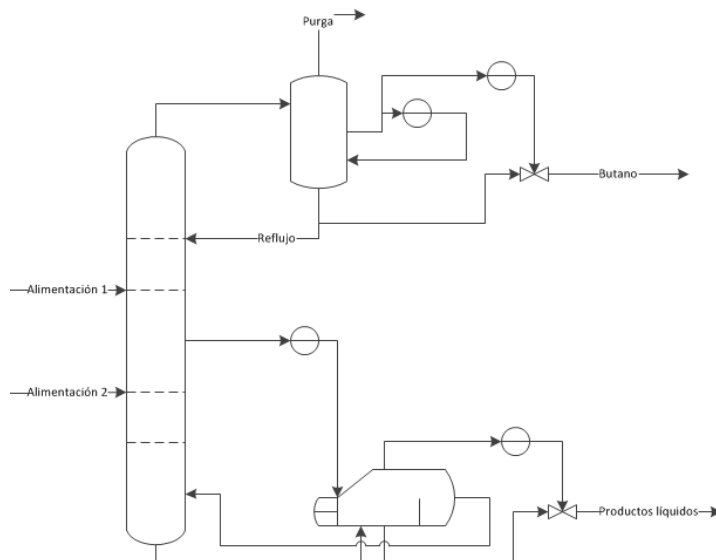 Purga
Butano
Reflujo
Alimentación 1
Alimentación 2
Productos líquidos